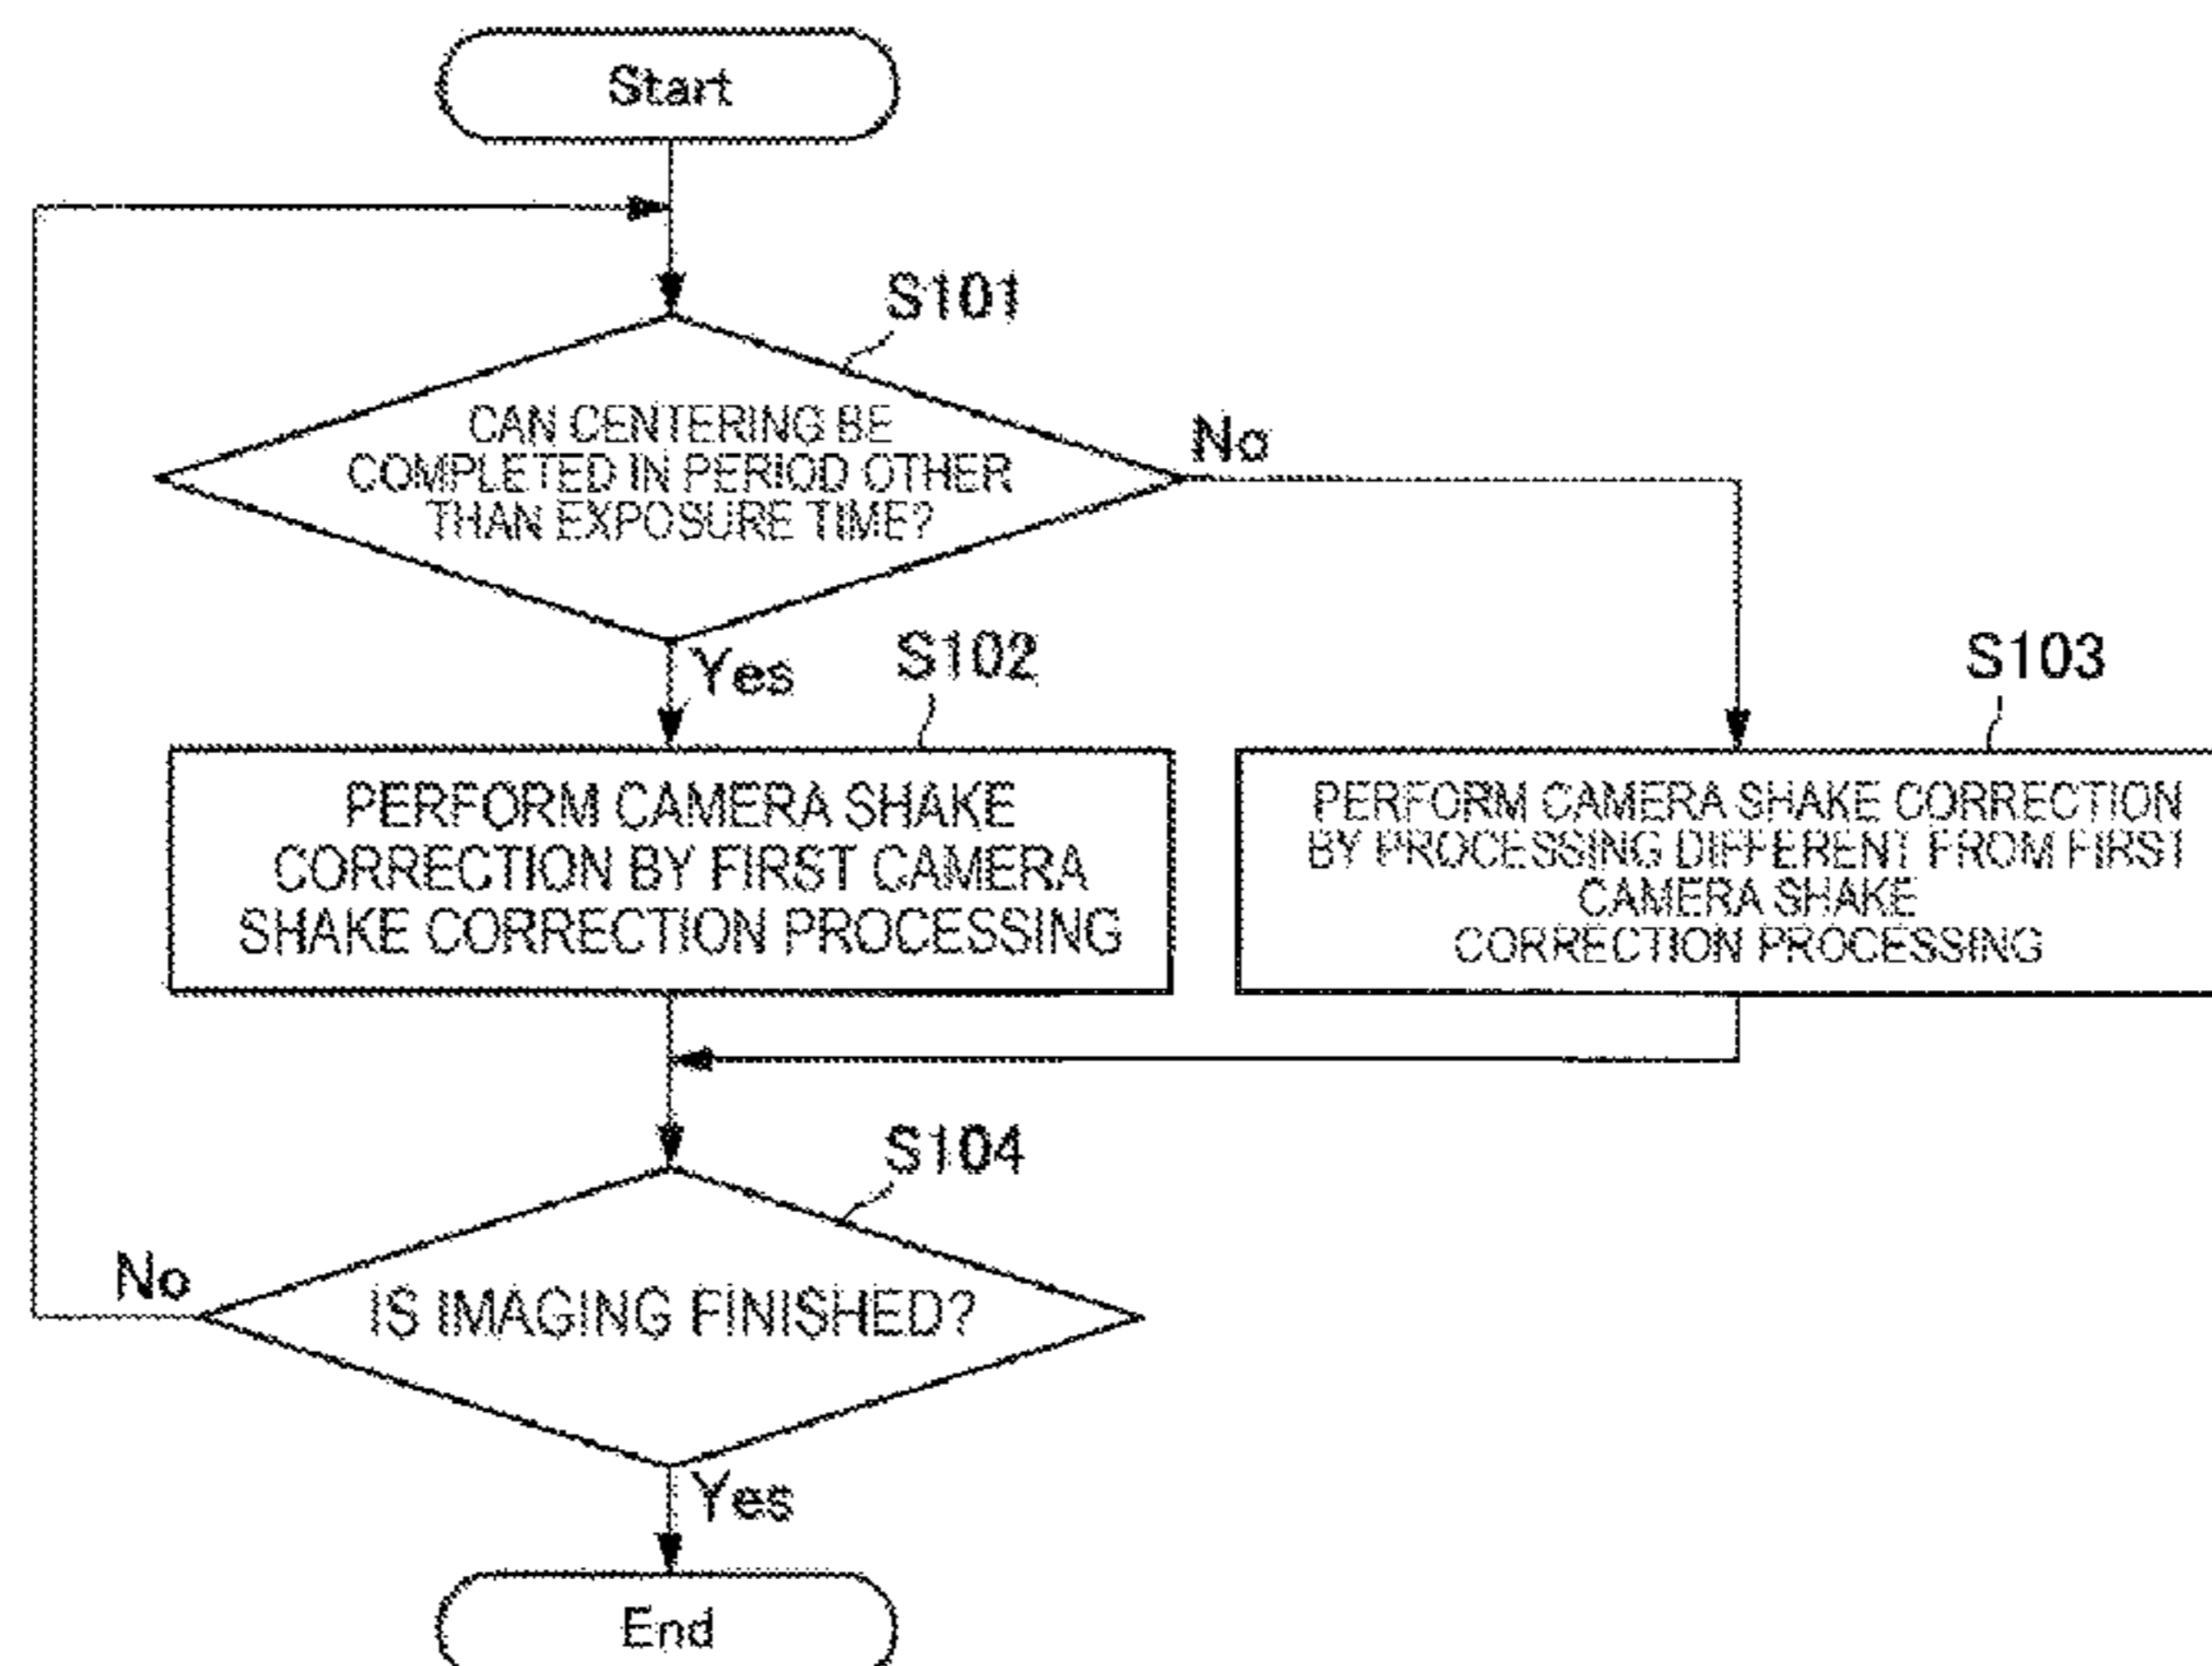 Start
S101
CAN CENTERING BE
COMPLETED IN PERIOD OTHER
THAN EXPOSURE TIME?
No
Yes
S102
S103
PERFORM CAMERA SHAKE
CORRECTION BY FIRST CAMERA
SHAKE CORRECTION PROCESSING
PERFORM CAMERA SHAKE CORRECTION
BY PROCESSING DIFFERENT FROM FIRST
CAMERA SHAKE
CORRECTION PROCESSING
S104
No
IS IMAGING FINISHED?
Yes
End